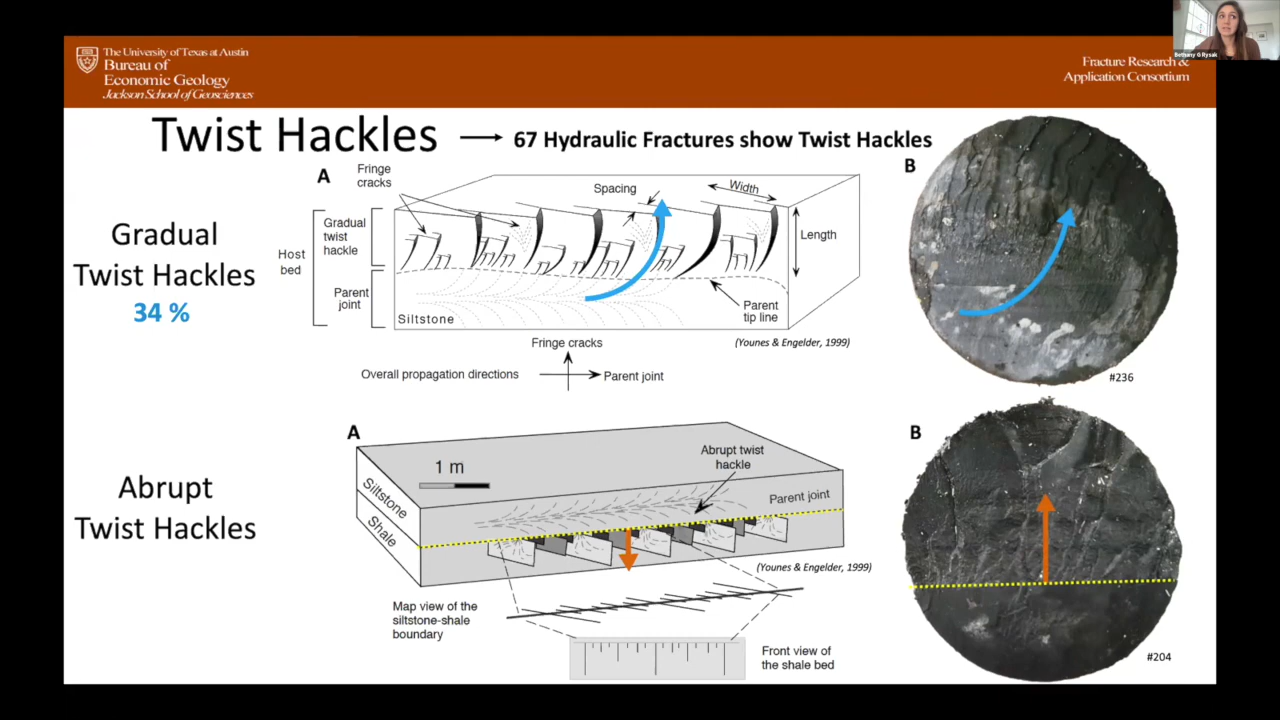 Bethany G Rysak
The University of Texas at Austin
Bureau of
Economic Geology
Jackson School of Geosciences
Fracture Research &
Application Consortium
Twist Hackles
67 Hydraulic Fractures show Twist Hackles
Gradual
Twist Hackles
34 %
A
Fringe
cracks
Spacing
Width
Gradual
twist
hackle
Host
bed
Length
Parent
joint
Siltstone
Parent
tip line
Fringe cracks
(Younes & Engelder, 1999)
Overall propagation directions
Parent joint
B
#236
Abrupt
Twist Hackles
A
1 m
Abrupt twist
hackle
Siltstone
Parent joint
Shale
(Younes & Engelder, 1999)
Map view of the
siltstone-shale
boundary
Front view of
the shale bed
B
#204